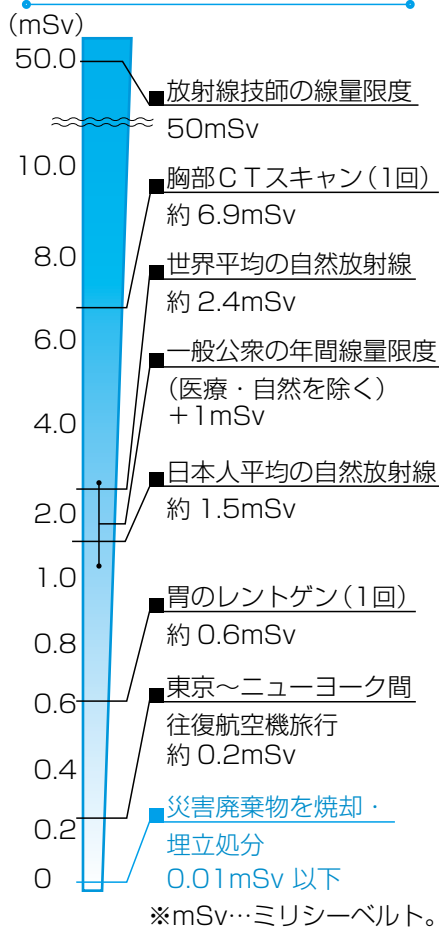 (mSv)
50.0
放射線技師の線量限度
50mSv
10.0
胸部CTスキャン(1回)
約 6.9mSv
8.0
世界平均の自然放射線
約 2.4mSv
6.0
一般公衆の年間線量限度
(医療・自然を除く)
+1mSv
4.0
日本人平均の自然放射線
約 1.5mSv
2.0
1.0
胃のレントゲン(1回)
約 0.6mSv
0.8
0.6
東京～ニューヨーク間
往復航空機旅行
約 0.2mSv
0.4
0.2
災害廃棄物を焼却・
埋立処分
0.01mSv 以下
0
※mSv…ミリシーベルト。